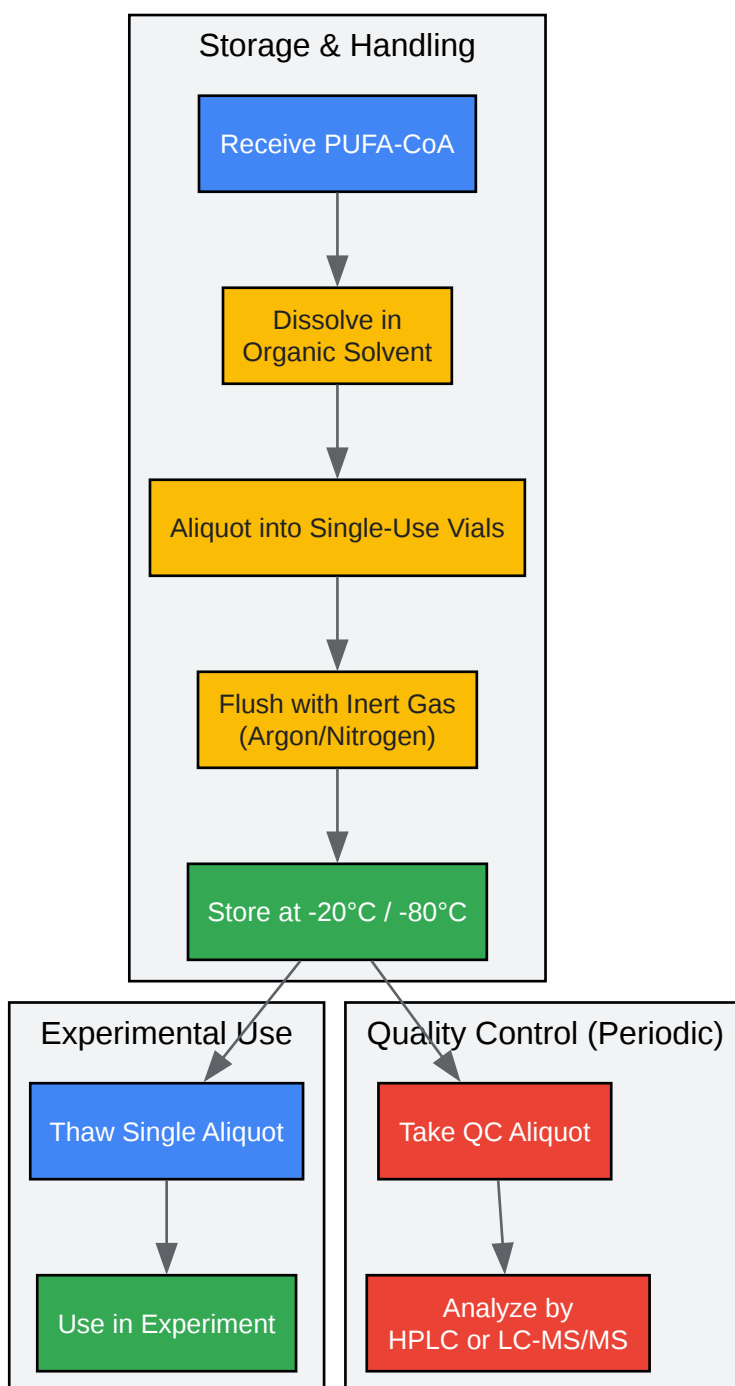 Storage & Handling
Receive PUFA-CoA
Dissolve in
Organic Solvent
Aliquot into Single-Use Vials
Flush with Inert Gas
(Argon/Nitrogen)
Store at -20°C / -80°C
Experimental Use
Thaw Single Aliquot
Use in Experiment
Quality Control (Periodic)
Take QC Aliquot
Analyze by
HPLC or LC-MS/MS